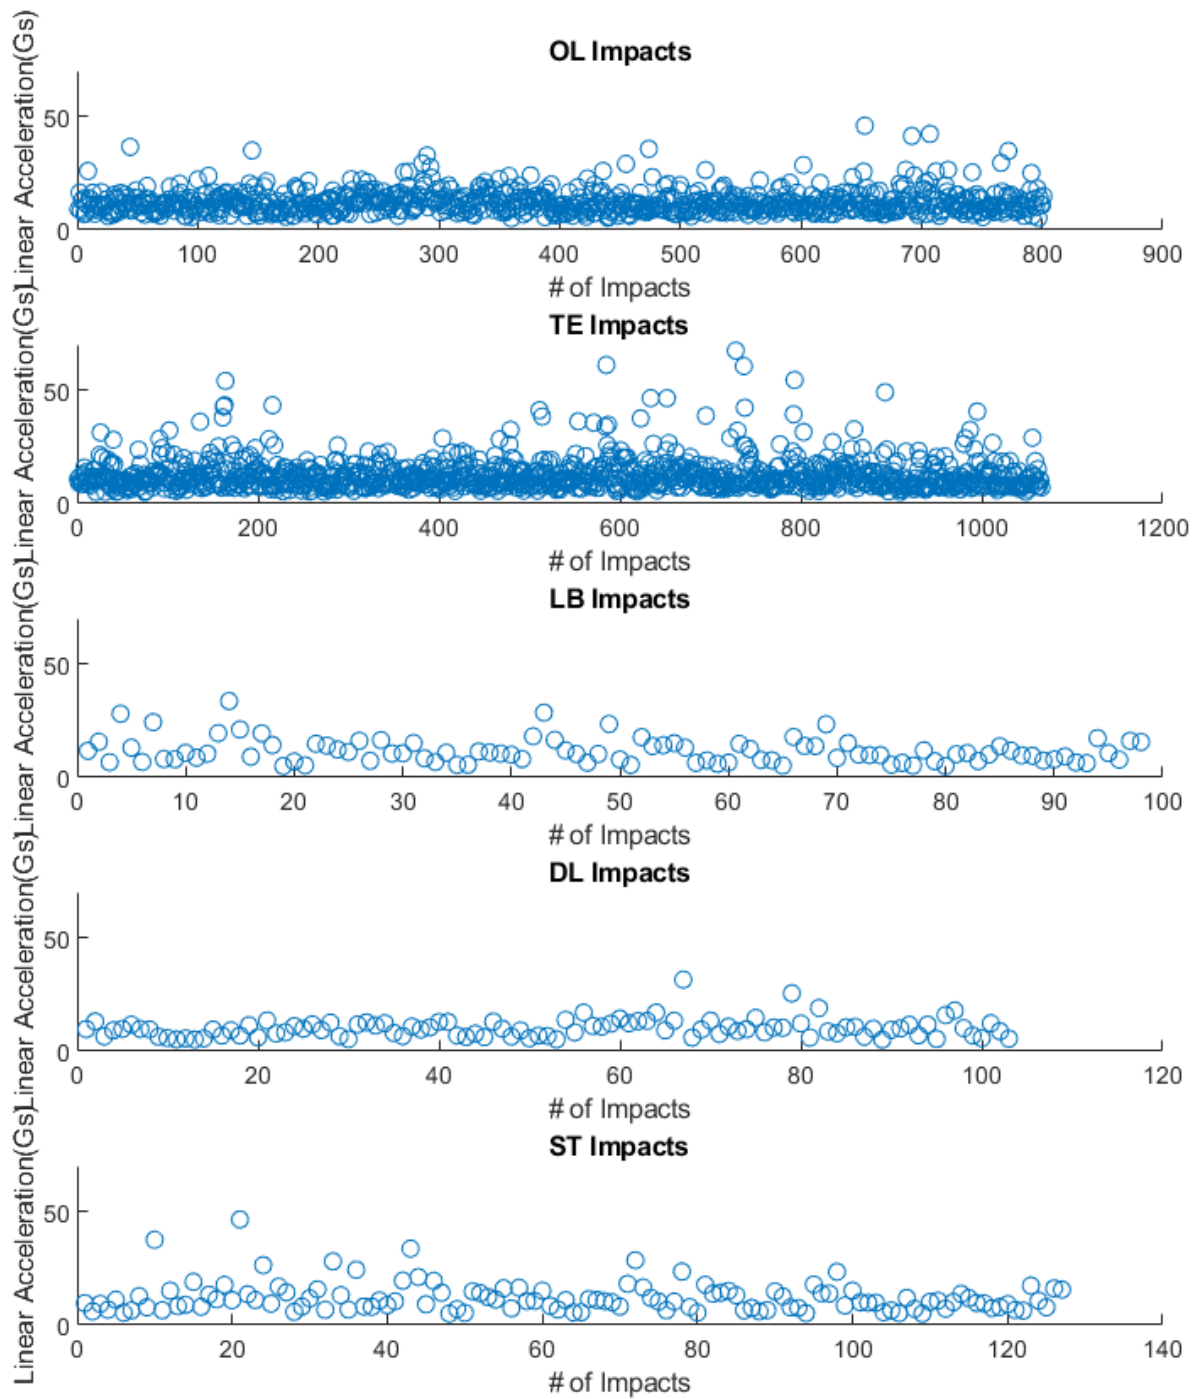 OL Impacts
Linear Acceleration(Gs)
50
0
0 100 200 300 400 500 600 700 800 900
# of Impacts
TE Impacts
Linear Acceleration(Gs)
50
0
0 200 400 600 800 1000 1200
# of Impacts
LB Impacts
Linear Acceleration(Gs)
50
0
0 10 20 30 40 50 60 70 80 90 100
# of Impacts
DL Impacts
Linear Acceleration(Gs)
50
0
0 20 40 60 80 100 120
# of Impacts
ST Impacts
Linear Acceleration(Gs)
50
0
0 20 40 60 80 100 120 140
# of Impacts